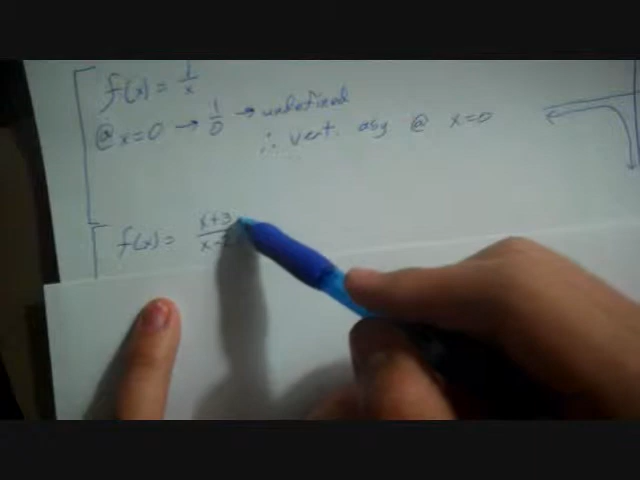 f(x) = 1/x
@ x=0 → 1/0 → undefined
∴ vert. asy @ x=0
f(x) = x+3
x-